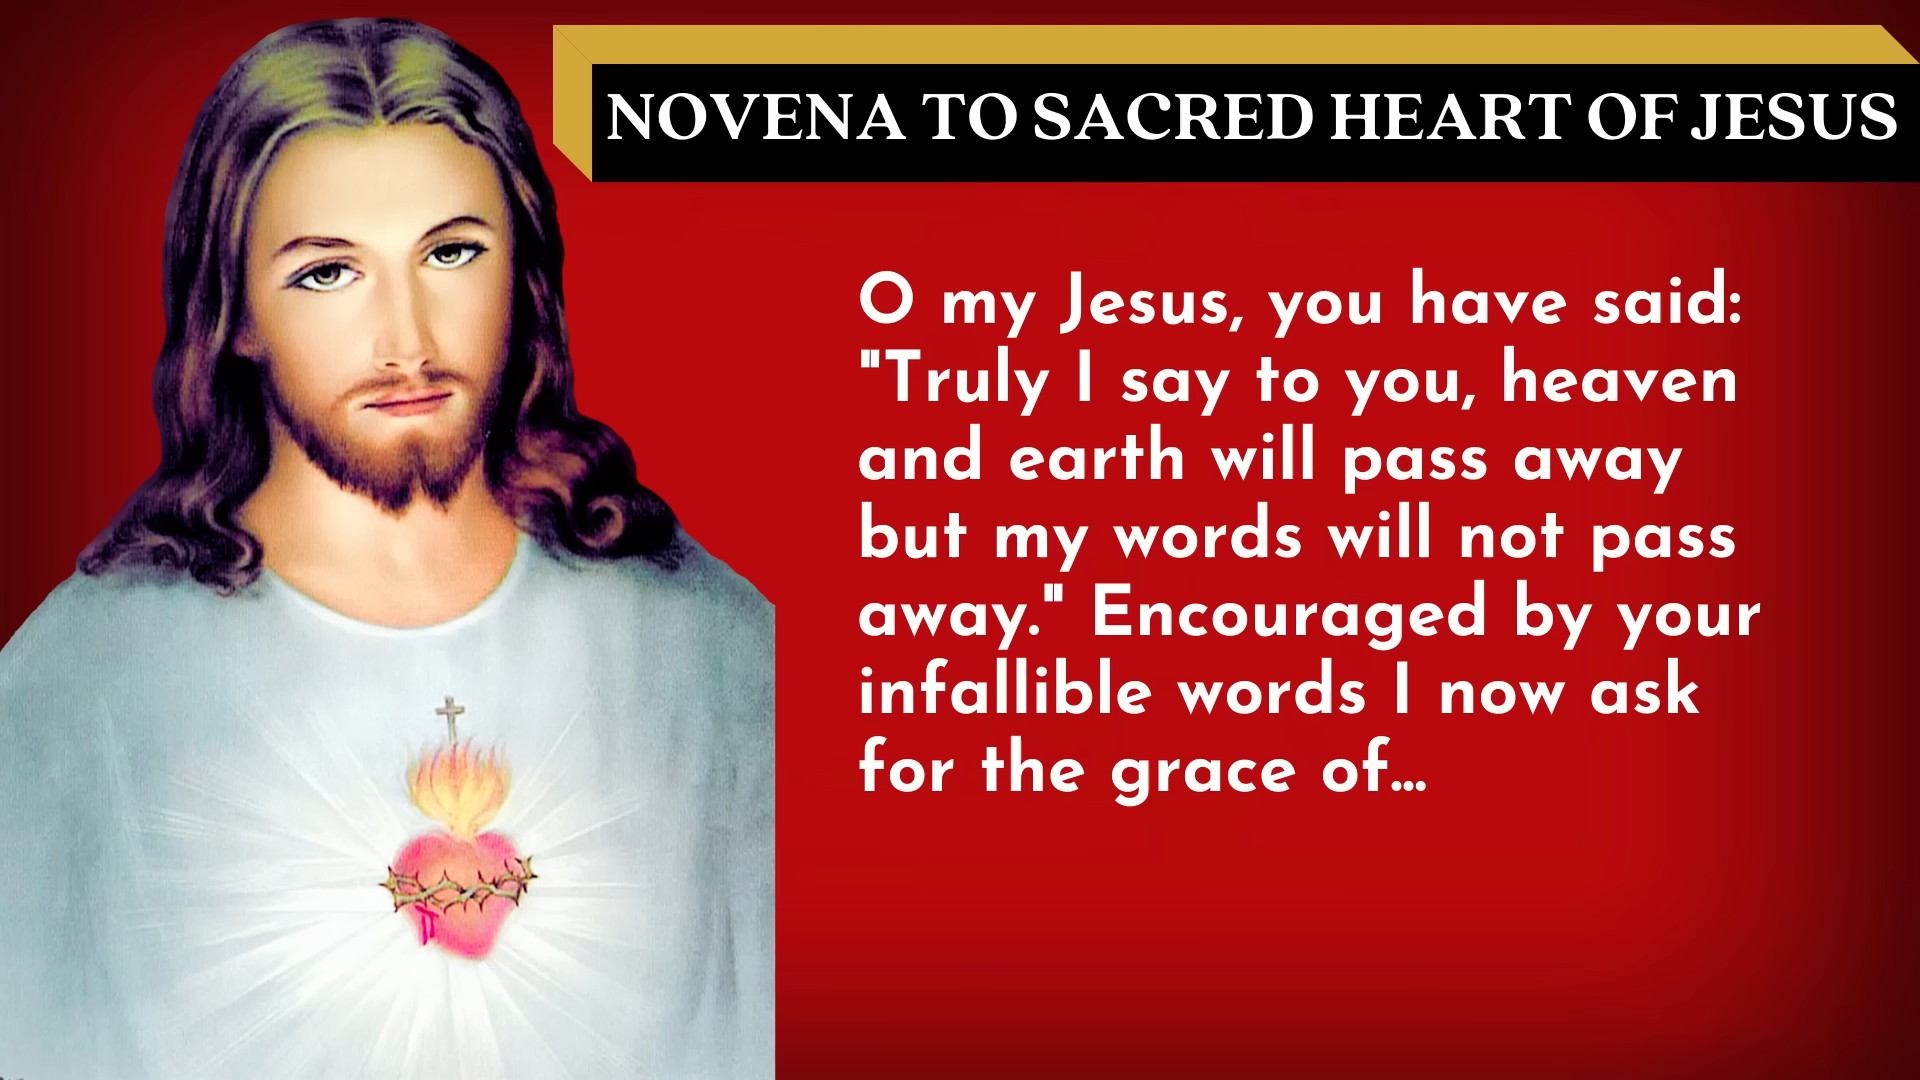 NOVENA TO SACRED HEART OF JESUS
O my Jesus, you have said:
"Truly I say to you, heaven
and earth will pass away
but my words will not pass
away." Encouraged by your
infallible words I now ask
for the grace of...